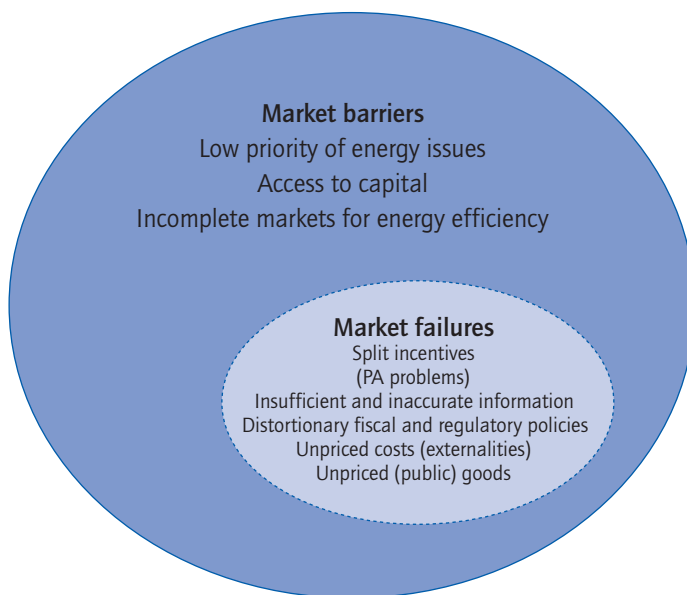 Market barriers
Low priority of energy issues
Access to capital
Incomplete markets for energy efficiency
Market failures
Split incentives
(PA problems)
Insufficient and inaccurate information
Distortionary fiscal and regulatory policies
Unpriced costs (externalities)
Unpriced (public) goods